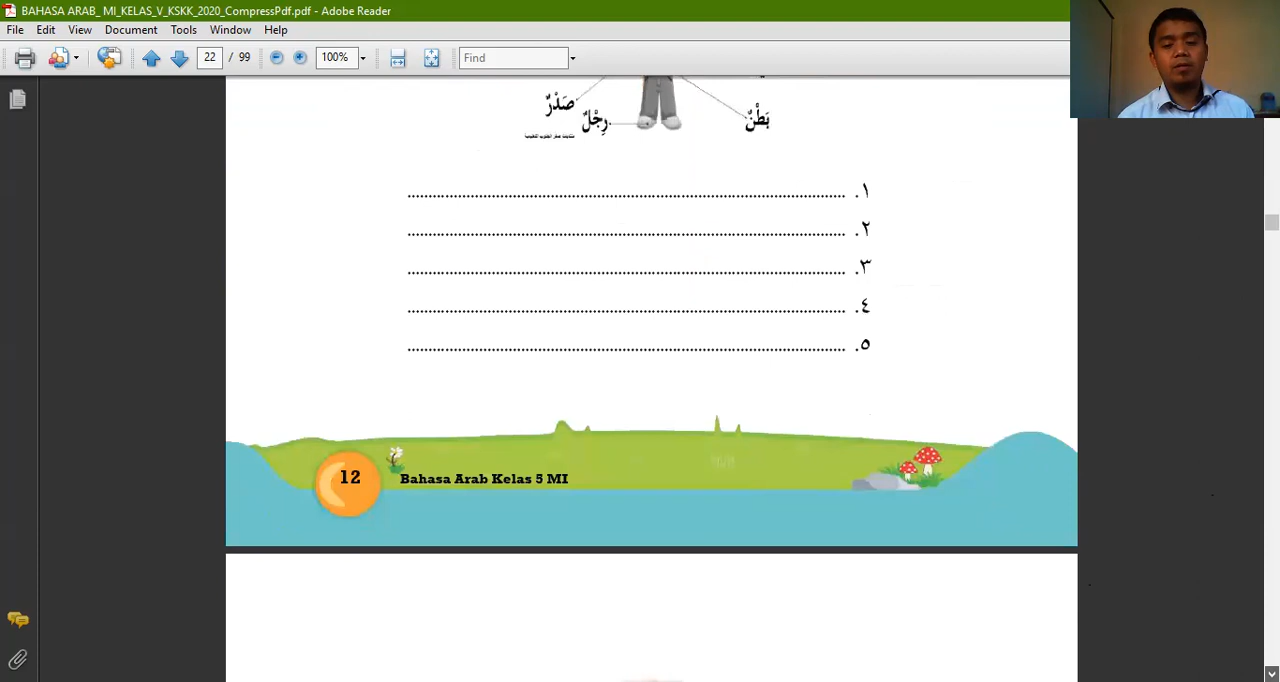 BAHASA ARAB_ MI_KELAS_V_KSKK_2020_CompressPdf.pdf - Adobe Reader
File Edit View Document Tools Window Help
22 / 99 100% Find
صَدْرٌ
رِجْلٌ
بَطْنٌ
١. ....................................................................................................
٢. ....................................................................................................
٣. ....................................................................................................
٤. ....................................................................................................
٥. ....................................................................................................
12 Bahasa Arab Kelas 5 MI